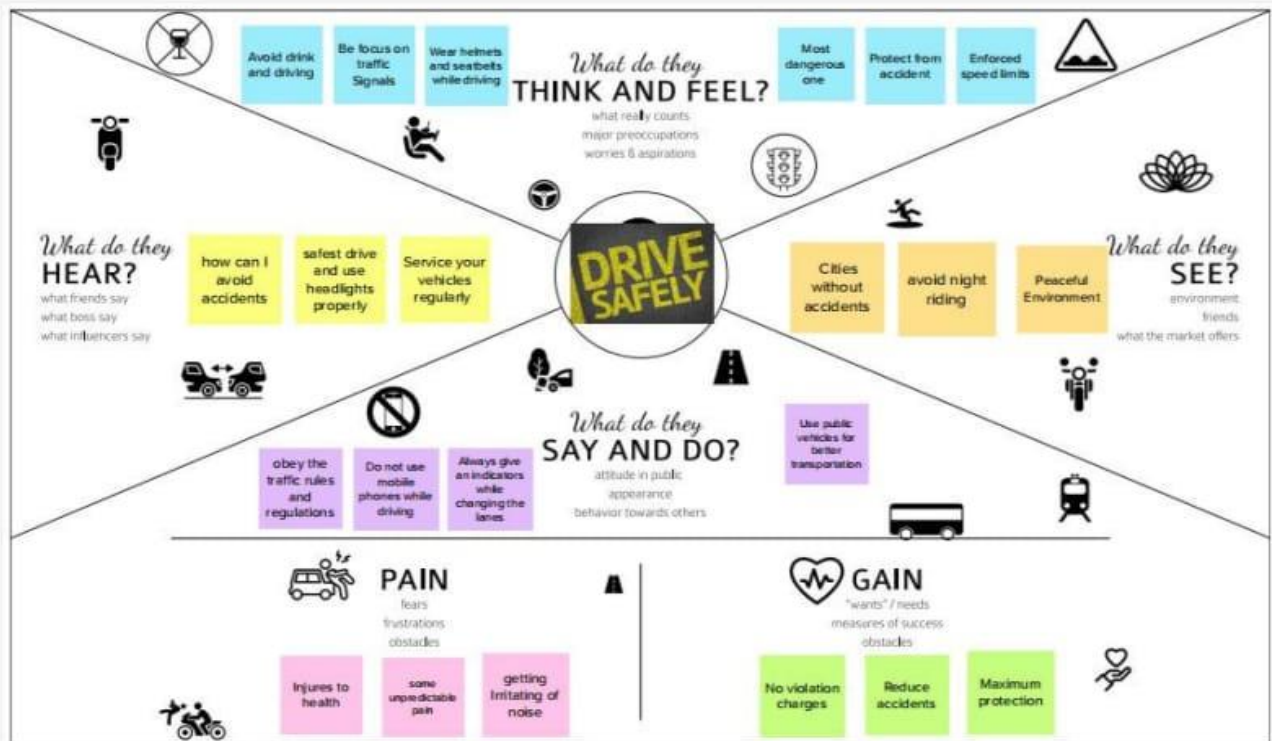 Avoid drink
and driving
Be focus on
traffic
Signals
Wear helmets
and seatbelts
while driving
What do they
THINK AND FEEL?
what really counts
major preoccupations
worries & aspirations
Most
dangerous
one
Protect from
accident
Enforced
speed limits
What do they
HEAR?
what friends say
what boss say
what influencers say
how can I
avoid
accidents
safest drive
and use
headlights
properly
Service your
vehicles
regularly
DRIVE
SAFELY
Cities
without
accidents
avoid night
riding
Peaceful
Environment
What do they
SEE?
environment
friends
what the market offers
What do they
SAY AND DO?
attitude in public
appearance
behavior towards others
obey the
traffic rules
and
regulations
Do not use
mobile
phones while
driving
Always give
an indicators
while
changing the
lanes
Use public
vehicles for
better
transportation
PAIN
fears
frustrations
obstacles
Injures to
health
some
unpredictable
pain
getting
Irritating of
noise
GAIN
"wants" / needs
measures of success
obstacles
No violation
charges
Reduce
accidents
Maximum
protection